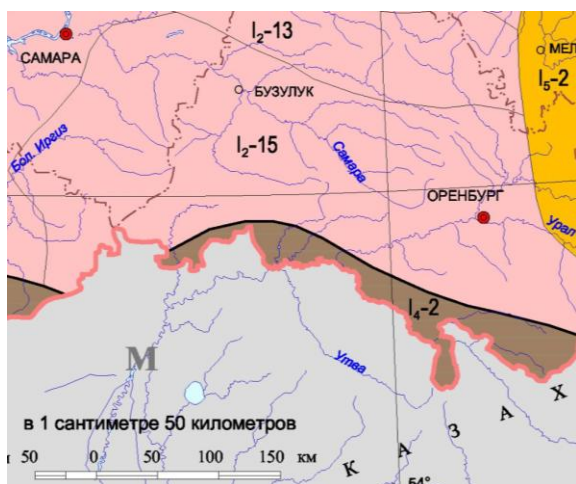 I₂-13
САМАРА
МЕЛ
I₅-2
БУЗУЛУК
Бол. Иргиз
I₂-15
Самара
ОРЕНБУРГ
Урал
I₄-2
М
Утва
в 1 сантиметре 50 километров
50 0 50 100 150 км
К А З А Х
54°